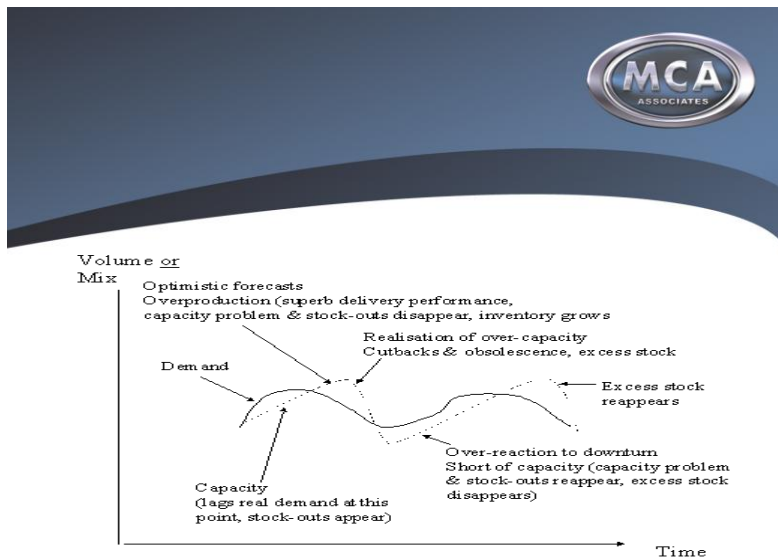 MCA
ASSOCIATES
Volume or
Mix
Optimistic forecasts
Overproduction (superb delivery performance,
capacity problem & stock-outs disappear, inventory grows
Realisation of over-capacity
Cutbacks & obsolescence, excess stock
Demand
Excess stock
reappears
Over-reaction to downturn
Short of capacity (capacity problem
& stock-outs reappear, excess stock
disappears)
Capacity
(lags real demand at this
point, stock-outs appear)
Time